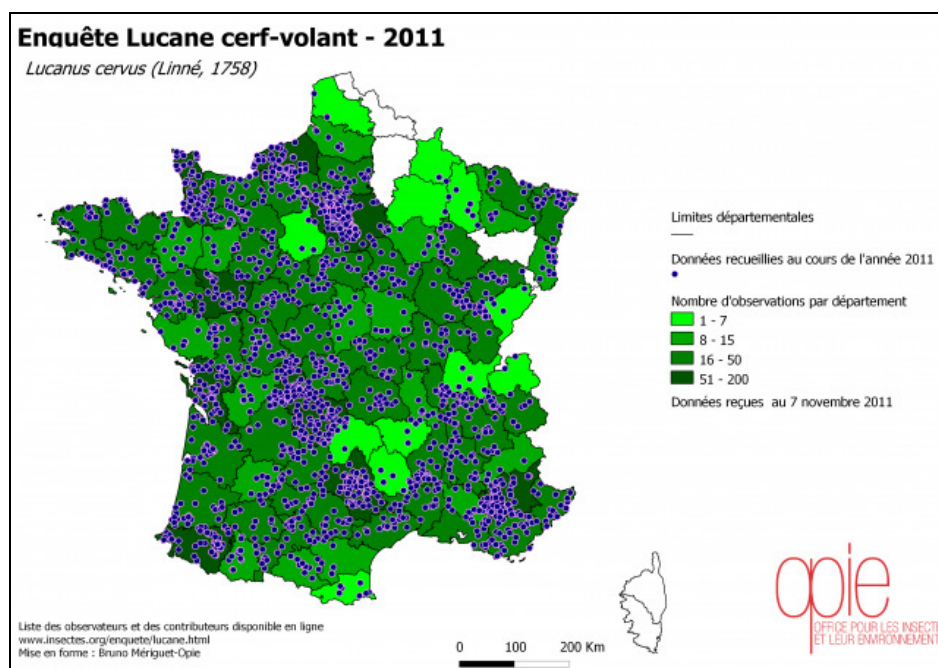 Enquête Lucane cerf-volant - 2011
Lucanus cervus (Linné, 1758)
Limites départementales
Données recueillies au cours de l'année 2011
Nombre d'observations par département
1 - 7
8 - 15
16 - 50
51 - 200
Données reçues au 7 novembre 2011
Liste des observateurs et des contributeurs disponible en ligne
www.insectes.org/enquete/lucane.html
Mise en forme : Bruno Mériguet-Opie
0 100 200 Km
opie
OFFICE POUR LES INSECTE
ET LEUR ENVIRONNEMENT